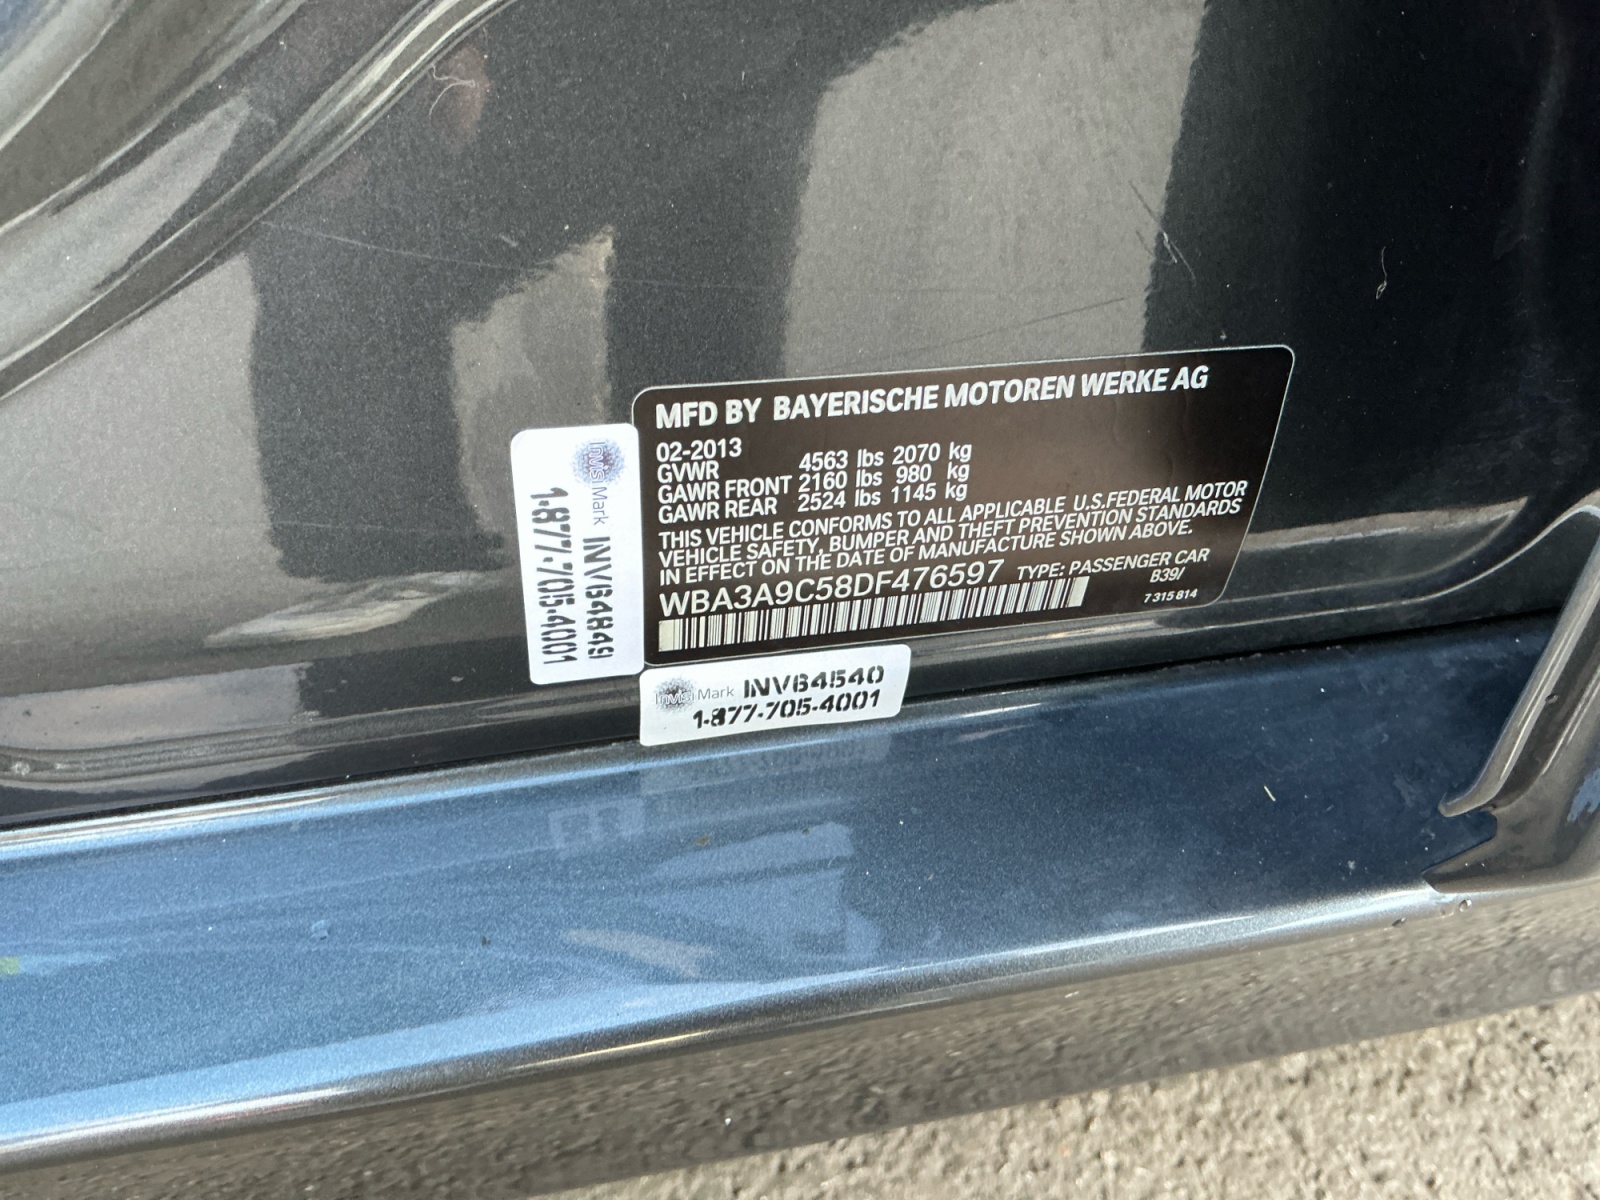 MFD BY BAYERISCHE MOTOREN WERKE AG
02-2013
GVWR 4563 lbs 2070 kg
GAWR FRONT 2160 lbs 980 kg
GAWR REAR 2524 lbs 1145 kg
THIS VEHICLE CONFORMS TO ALL APPLICABLE U.S.FEDERAL MOTOR
VEHICLE SAFETY, BUMPER AND THEFT PREVENTION STANDARDS
IN EFFECT ON THE DATE OF MANUFACTURE SHOWN ABOVE.
WBA3A9C58DF476597 TYPE: PASSENGER CAR
B39/
7 315 814
InvisiMark INV64849
1-877-705-4001
InvisiMark INV64540
1-877-705-4001